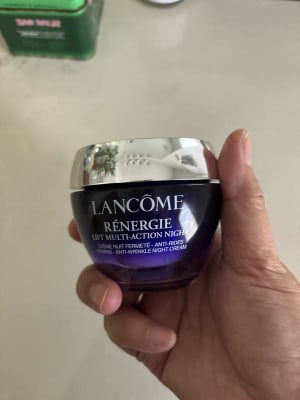 LANCÔME
RÉNERGIE
LIFT MULTI-ACTION NIGHT
CRÈME NUIT FERMETÉ - ANTI-RIDES
FIRMING - ANTI-WRINKLE NIGHT CREAM